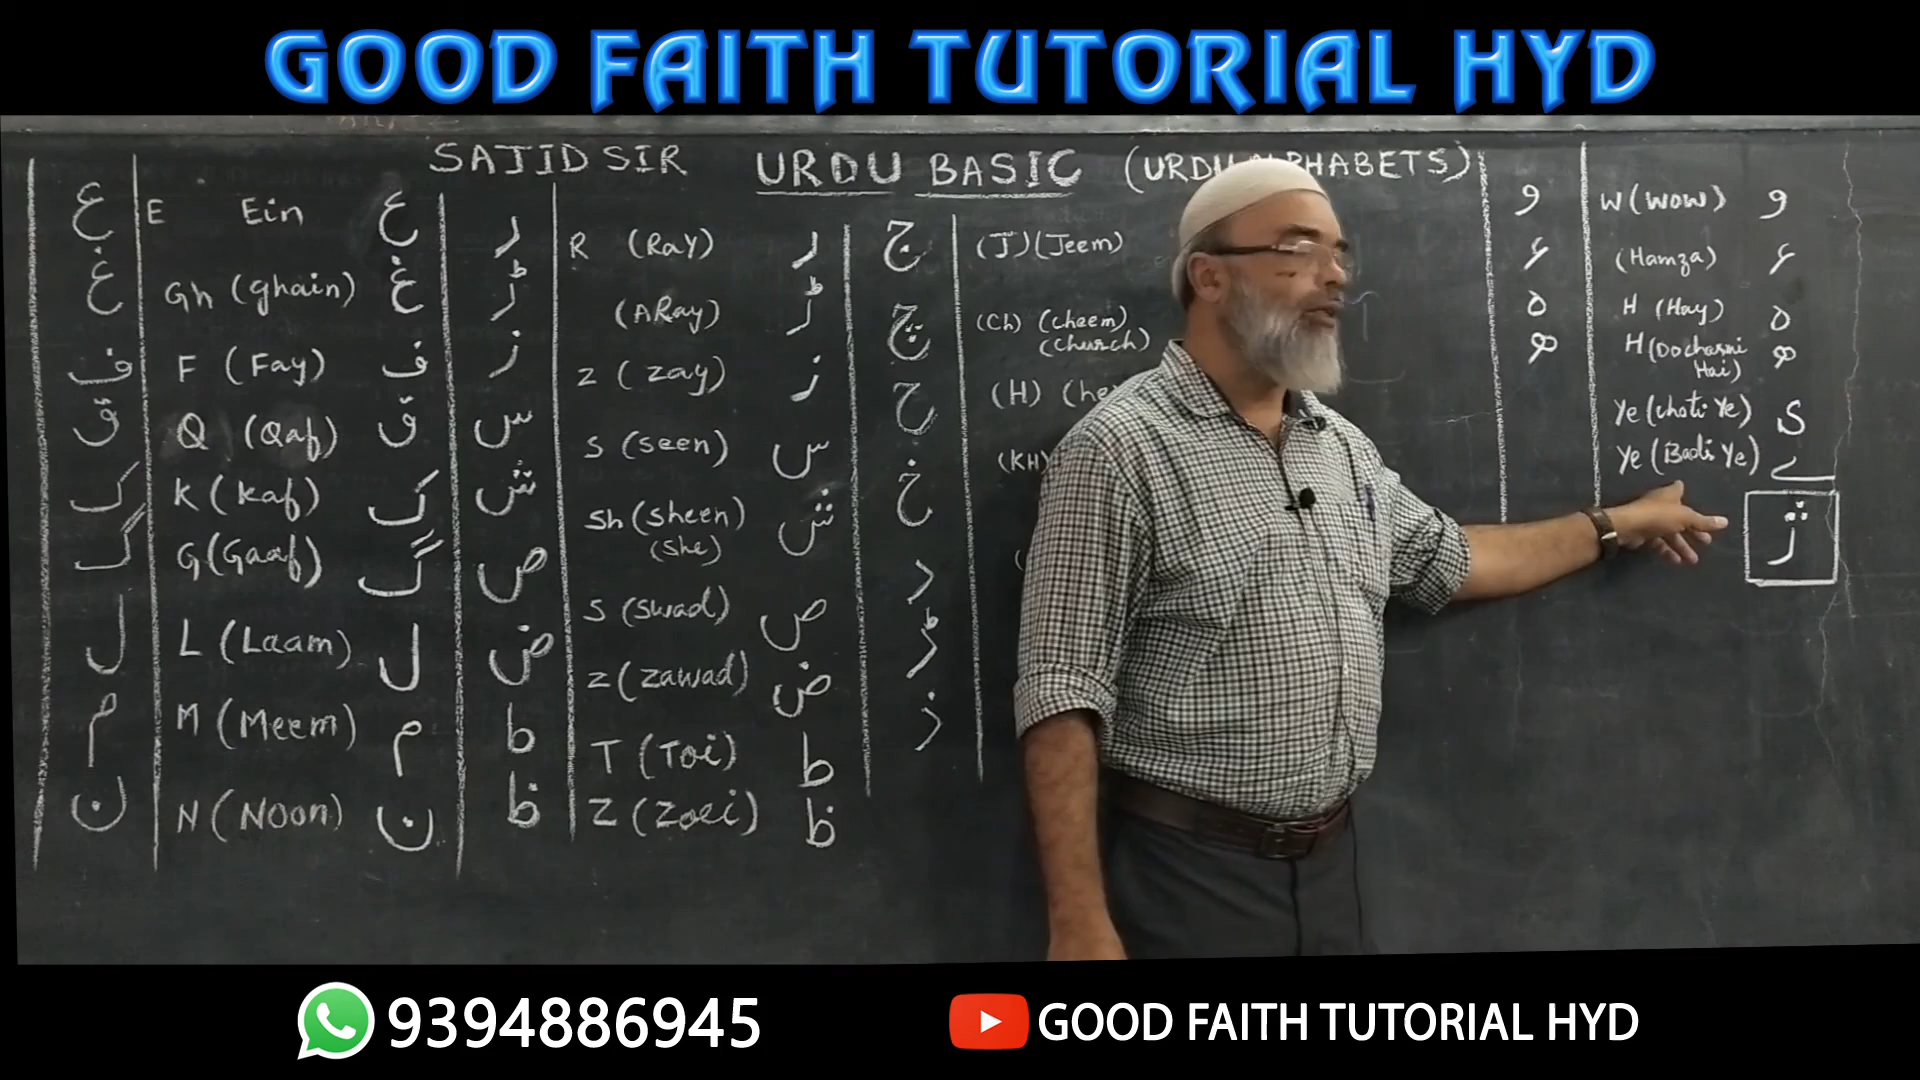 GOOD FAITH TUTORIAL HYD
SAJID SIR URDU BASIC (URDU ALPHABETS)
ع E Ein ع
غ Gh (ghain) غ
ف F (Fay) ف
ق Q (Qaf) ق
ک K (Kaf) ک
گ G (Gaaf) گ
ل L (Laam) ل
م M (Meem) م
ن N (Noon) ن
ر R (Ray) ر
ڑ (ARay) ڑ
ز Z (Zay) ز
س S (Seen) س
ش Sh (Sheen) ش
(She)
ص S (Swad) ص
ض Z (Zawad) ض
ط T (Toi) ط
ظ Z (Zoei) ظ
ج (J) (Jeem)
چ (Ch) (cheem)
(church)
ح (H)
خ (KH)
د
ڈ
ذ
و W (WOW) و
ء (Hamza) ء
ہ H (Hay) ہ
ھ H (Dochasmi ھ
Hai)
Ye (choti Ye) ی
Ye (Badi Ye) ے
ژ
9394886945
GOOD FAITH TUTORIAL HYD